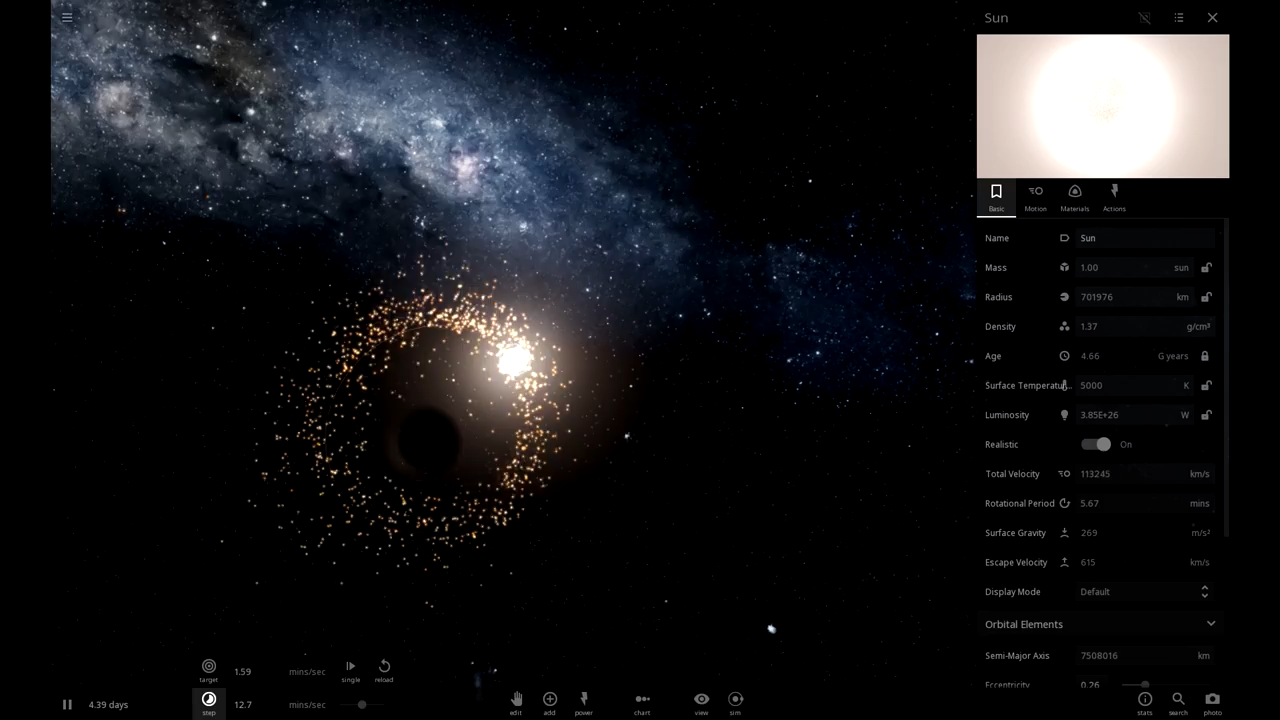 Sun
Basic
Motion
Materials
Actions
Name Sun
Mass 1.00 sun
Radius 701976 km
Density 1.37 g/cm³
Age 4.66 G years
Surface Temperatu... 5000 K
Luminosity 3.85E+26 W
Realistic On
Total Velocity 113245 km/s
Rotational Period 5.67 mins
Surface Gravity 269 m/s²
Escape Velocity 615 km/s
Display Mode Default
Orbital Elements
Semi-Major Axis 7508016 km
Eccentricity 0.26
target 1.59 mins/sec single reload
4.39 days step 12.7 mins/sec edit add power chart view sim stats search photo